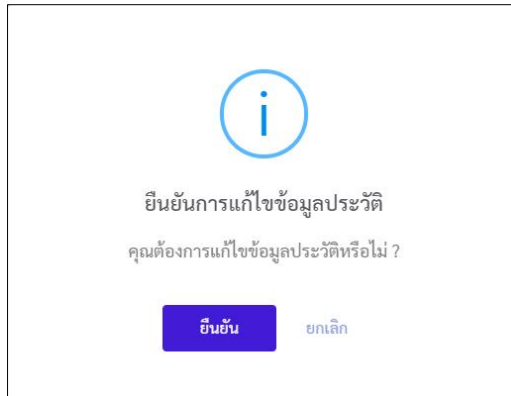 ยืนยันการแก้ไขข้อมูลประวัติ
คุณต้องการแก้ไขข้อมูลประวัติหรือไม่ ?
ยืนยัน ยกเลิก